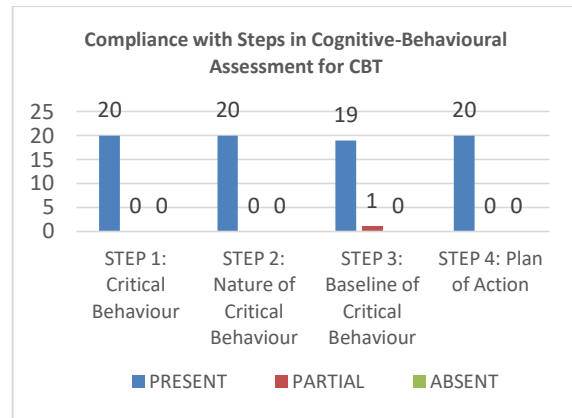 Compliance with Steps in Cognitive-Behavioural
Assessment for CBT
25
20
15
10
5
0
20
0 0
20
0 0
19
1
0
20
0 0
STEP 1:
Critical
Behaviour
STEP 2:
Nature of
Critical
Behaviour
STEP 3:
Baseline of
Critical
Behaviour
STEP 4: Plan
of Action
PRESENT PARTIAL ABSENT